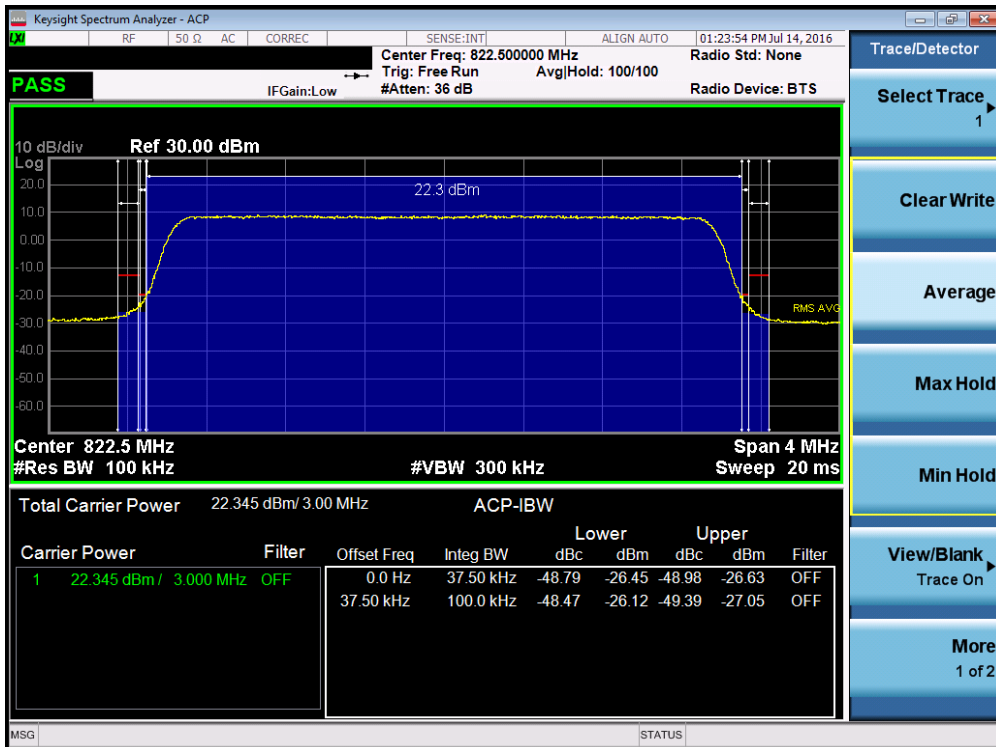 Keysight Spectrum Analyzer - ACP
LXI RF 50 Ω AC CORREC SENSE:INT ALIGN AUTO 01:23:54 PM Jul 14, 2016
Center Freq: 822.500000 MHz Radio Std: None
Trig: Free Run Avg|Hold: 100/100
PASS IFGain:Low #Atten: 36 dB Radio Device: BTS
10 dB/div Ref 30.00 dBm
Log
20.0
10.0
0.00
-10.0
-20.0
-30.0
-40.0
-50.0
-60.0
22.3 dBm
RMS AVG
Center 822.5 MHz Span 4 MHz
#Res BW 100 kHz #VBW 300 kHz Sweep 20 ms
Total Carrier Power 22.345 dBm/ 3.00 MHz ACP-IBW
Lower Upper
Carrier Power Filter Offset Freq Integ BW dBc dBm dBc dBm Filter
1 22.345 dBm / 3.000 MHz OFF 0.0 Hz 37.50 kHz -48.79 -26.45 -48.98 -26.63 OFF
37.50 kHz 100.0 kHz -48.47 -26.12 -49.39 -27.05 OFF
MSG STATUS
Trace/Detector
Select Trace
1
Clear Write
Average
Max Hold
Min Hold
View/Blank
Trace On
More
1 of 2